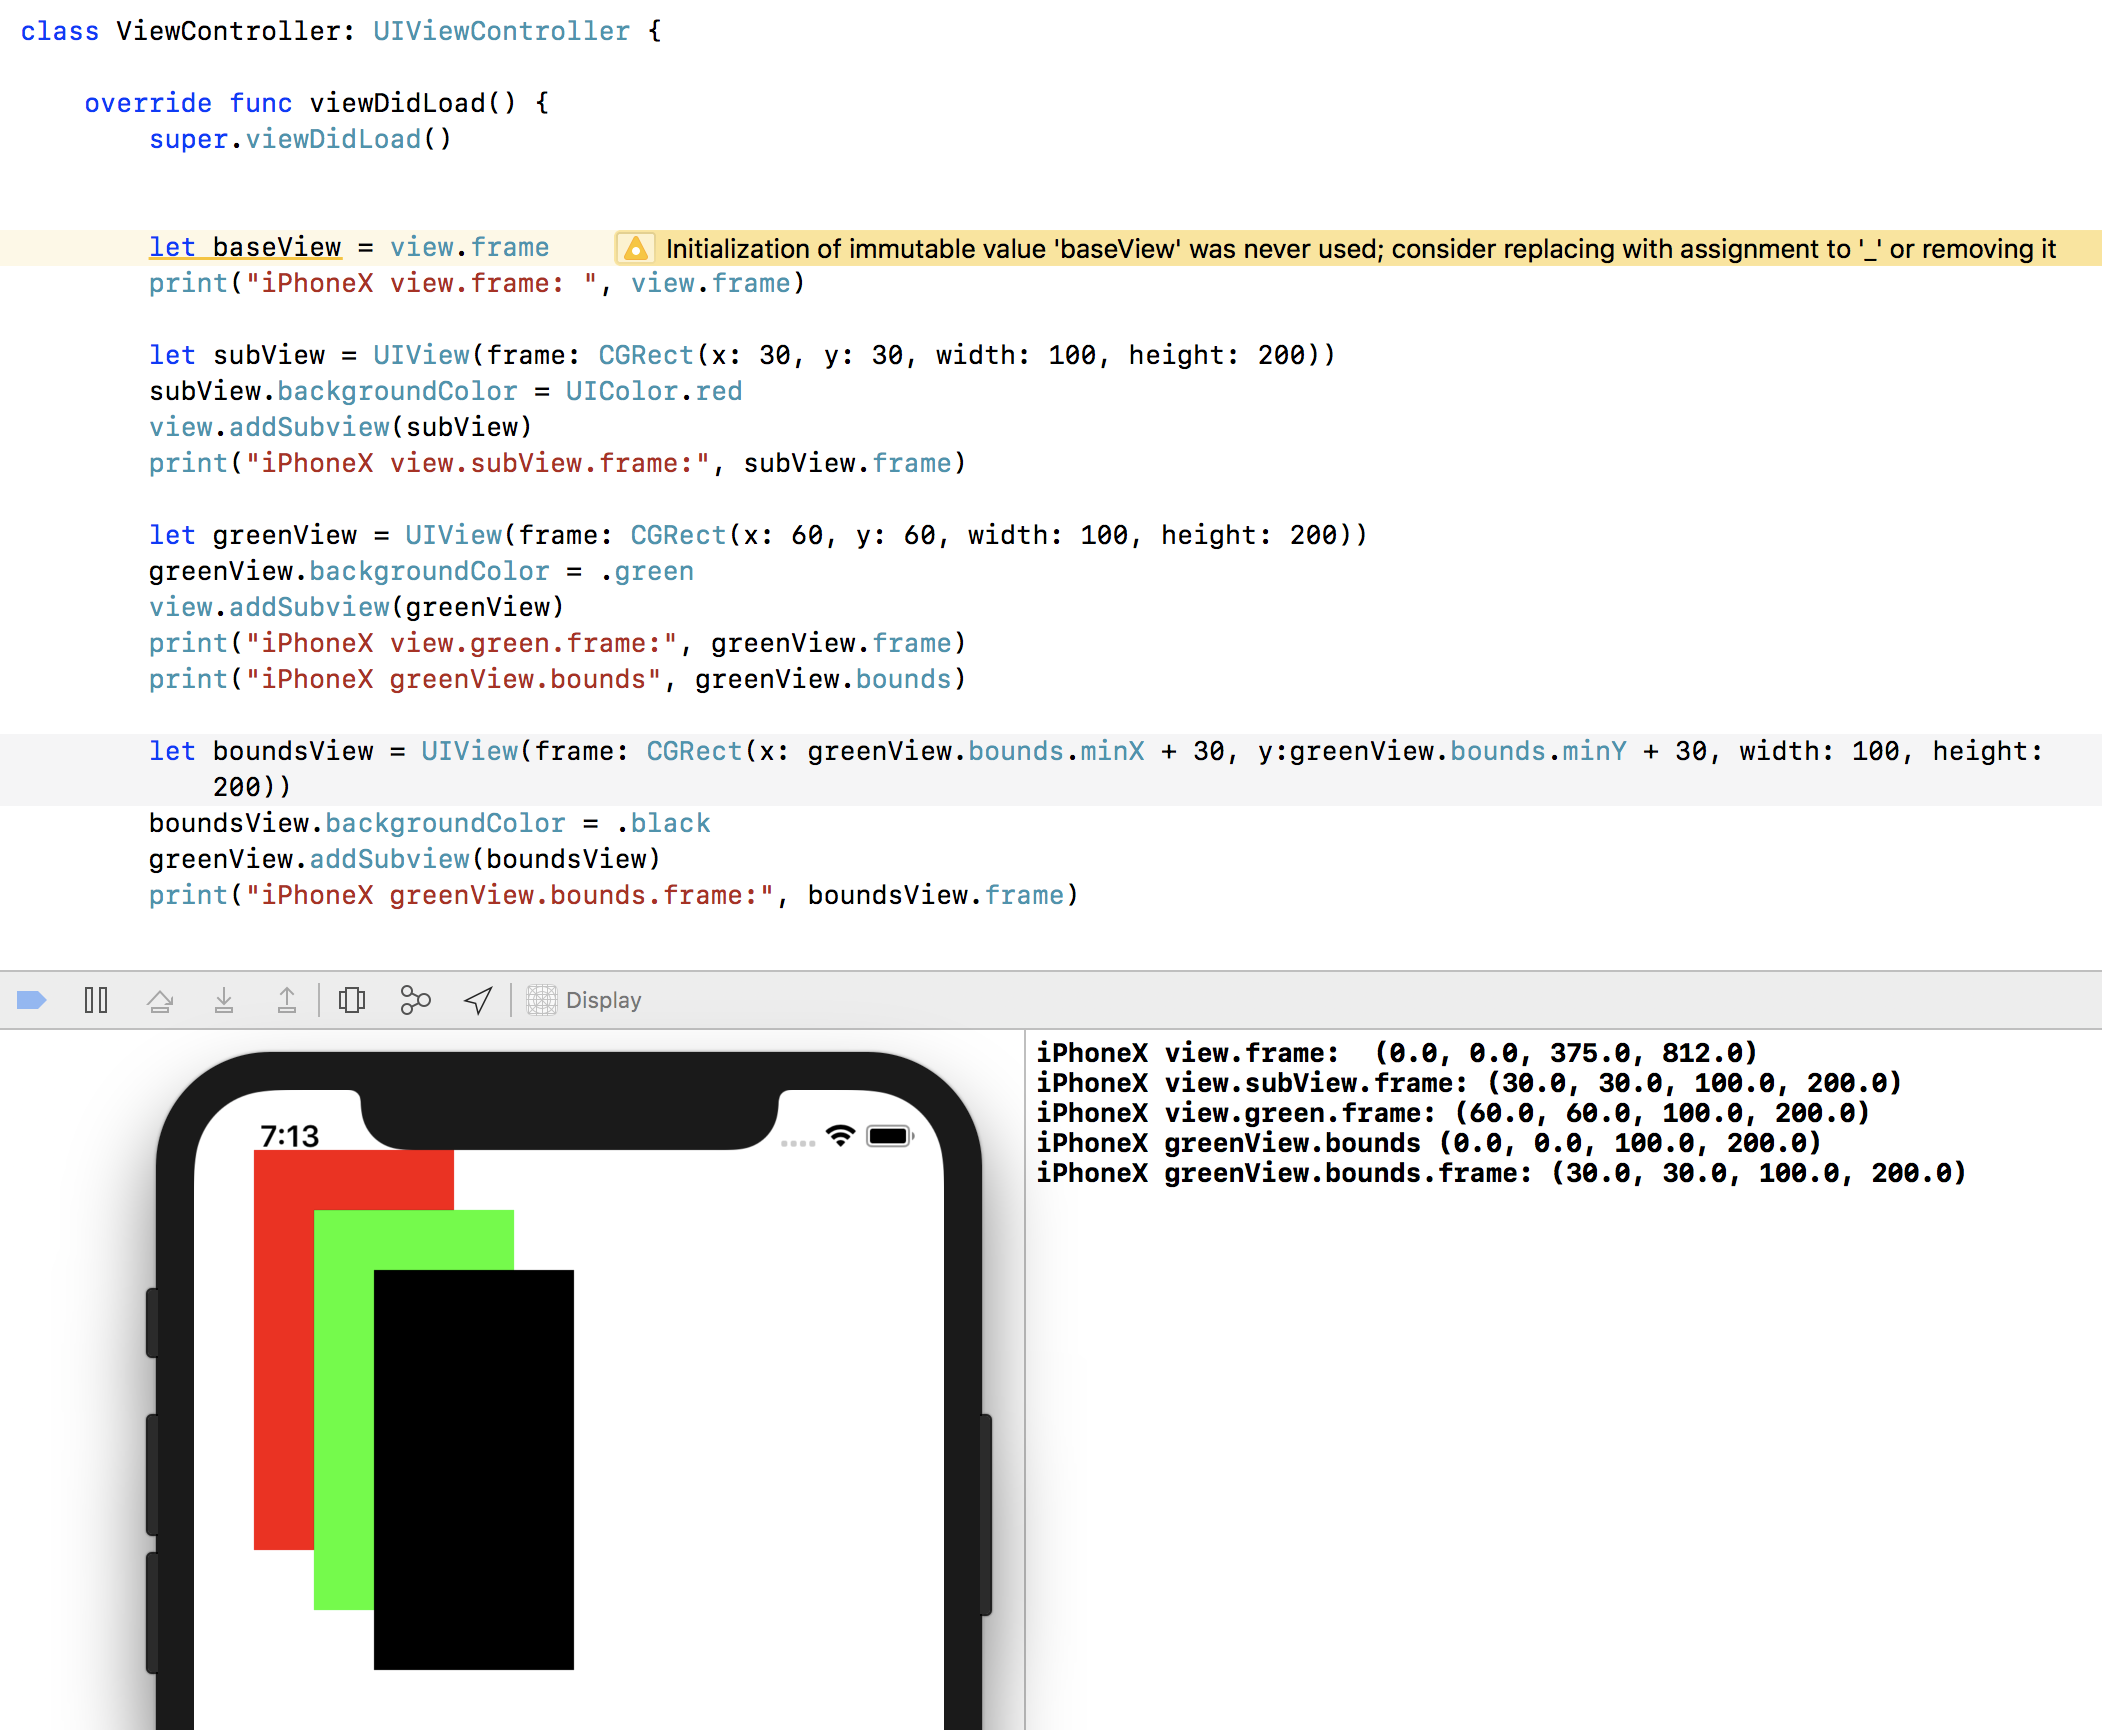 class ViewController: UIViewController {
override func viewDidLoad() {
super.viewDidLoad()
let baseView = view.frame
Initialization of immutable value 'baseView' was never used; consider replacing with assignment to '_' or removing it
print("iPhoneX view.frame: ", view.frame)
let subView = UIView(frame: CGRect(x: 30, y: 30, width: 100, height: 200))
subView.backgroundColor = UIColor.red
view.addSubview(subView)
print("iPhoneX view.subView.frame:", subView.frame)
let greenView = UIView(frame: CGRect(x: 60, y: 60, width: 100, height: 200))
greenView.backgroundColor = .green
view.addSubview(greenView)
print("iPhoneX view.green.frame:", greenView.frame)
print("iPhoneX greenView.bounds", greenView.bounds)
let boundsView = UIView(frame: CGRect(x: greenView.bounds.minX + 30, y:greenView.bounds.minY + 30, width: 100, height:
200))
boundsView.backgroundColor = .black
greenView.addSubview(boundsView)
print("iPhoneX greenView.bounds.frame:", boundsView.frame)
Display
7:13
iPhoneX view.frame:  (0.0, 0.0, 375.0, 812.0)
iPhoneX view.subView.frame: (30.0, 30.0, 100.0, 200.0)
iPhoneX view.green.frame: (60.0, 60.0, 100.0, 200.0)
iPhoneX greenView.bounds (0.0, 0.0, 100.0, 200.0)
iPhoneX greenView.bounds.frame: (30.0, 30.0, 100.0, 200.0)